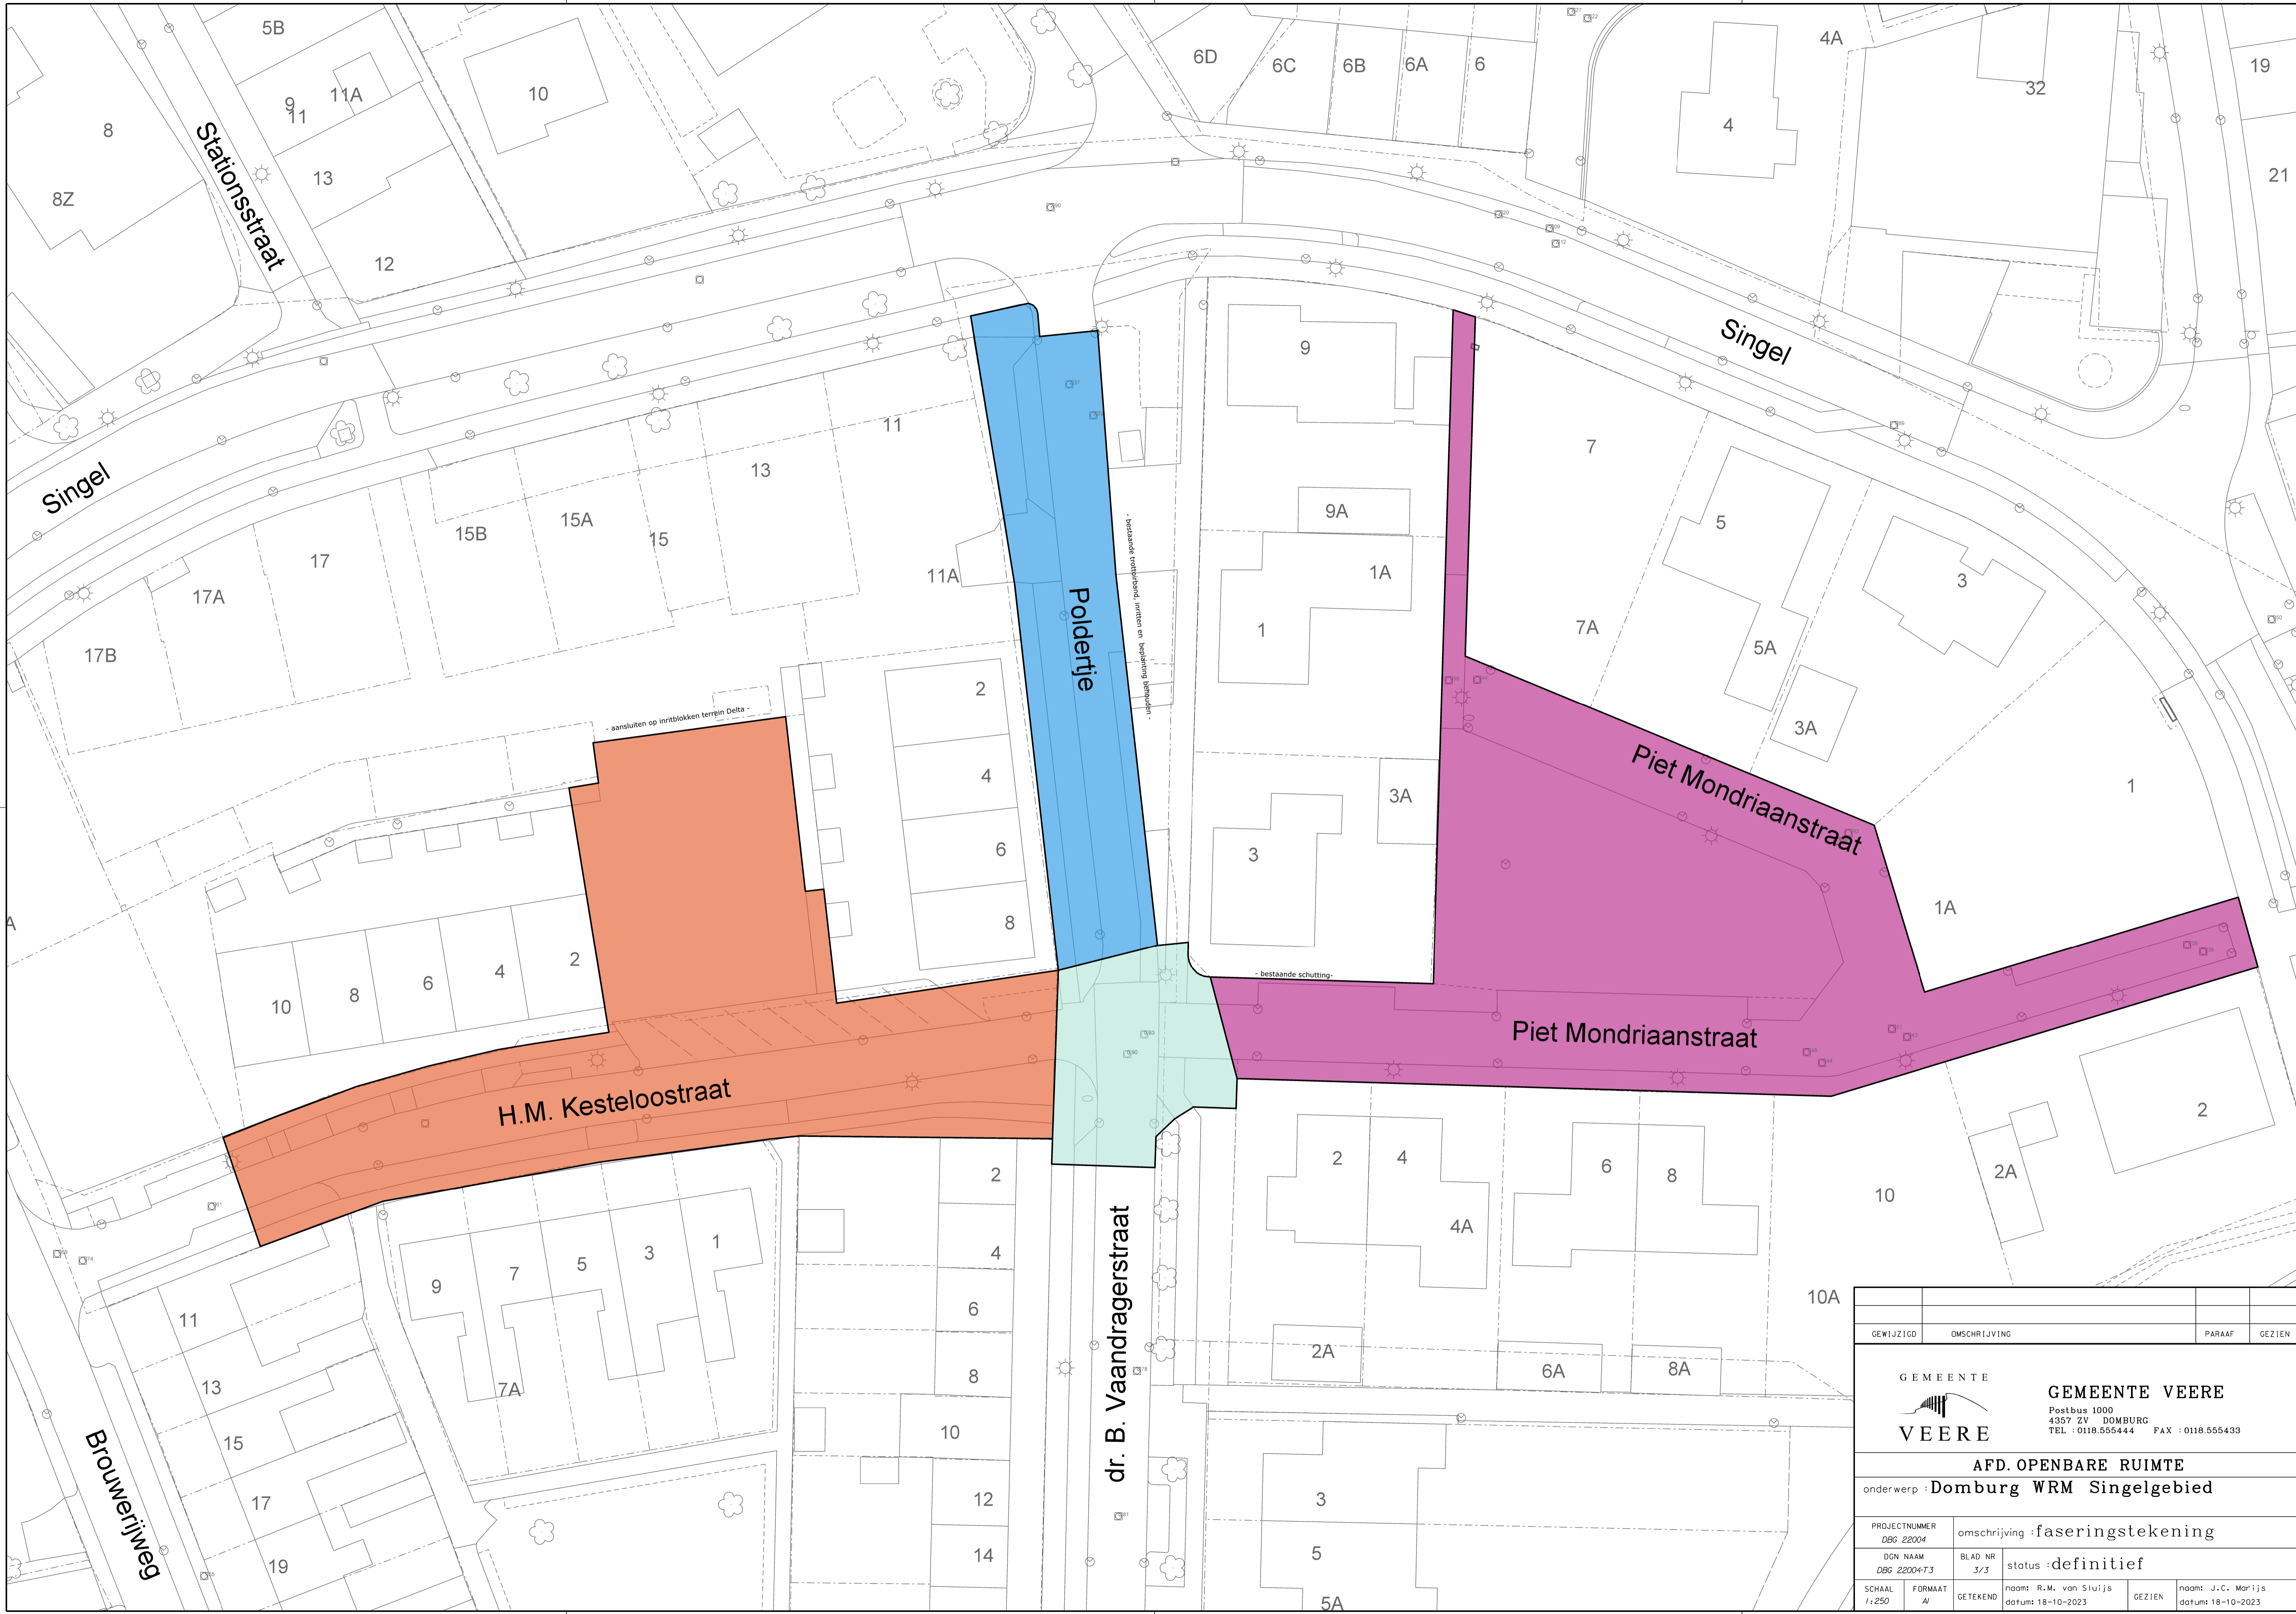 5B
9
11
11A
13
12
8
8Z
10
Stationsstraat
6D
6C
6B
6A
6
4A
4
32
19
21
Singel
Singel
17B
17A
17
15B
15A
15
13
11
11A
Poldertje
- bestaande trottoirband, inritten en beplanting behouden -
9
9A
1A
1
3A
3
7
7A
5
5A
3
3A
1
1A
- aansluiten op inritblokken terrein Delta -
2
4
6
8
10
8
6
4
2
H.M. Kesteloostraat
- bestaande schutting-
Piet Mondriaanstraat
Piet Mondriaanstraat
2
4
4A
6
8
10
2A
2
10A
2A
6A
8A
3
5
5A
dr. B. Vaandragerstraat
2
4
6
8
10
12
14
9
7
5
3
1
7A
11
13
15
17
19
Brouwerijweg
GEWIJZIGD OMSCHRIJVING PARAAF GEZIEN
GEMEENTE
VEERE
GEMEENTE VEERE
Postbus 1000
4357 ZV DOMBURG
TEL : 0118.555444 FAX : 0118.555433
AFD. OPENBARE RUIMTE
onderwerp : Domburg WRM Singelgebied
PROJECTNUMMER
DBG 22004
omschrijving : faseringstekening
DGN NAAM
DBG 22004-T3
BLAD NR
3/3
status : definitief
SCHAAL
1:250
FORMAAT
A1
GETEKEND
naam: R.M. van Sluijs
datum: 18-10-2023
GEZIEN
naam: J.C. Marijs
datum: 18-10-2023